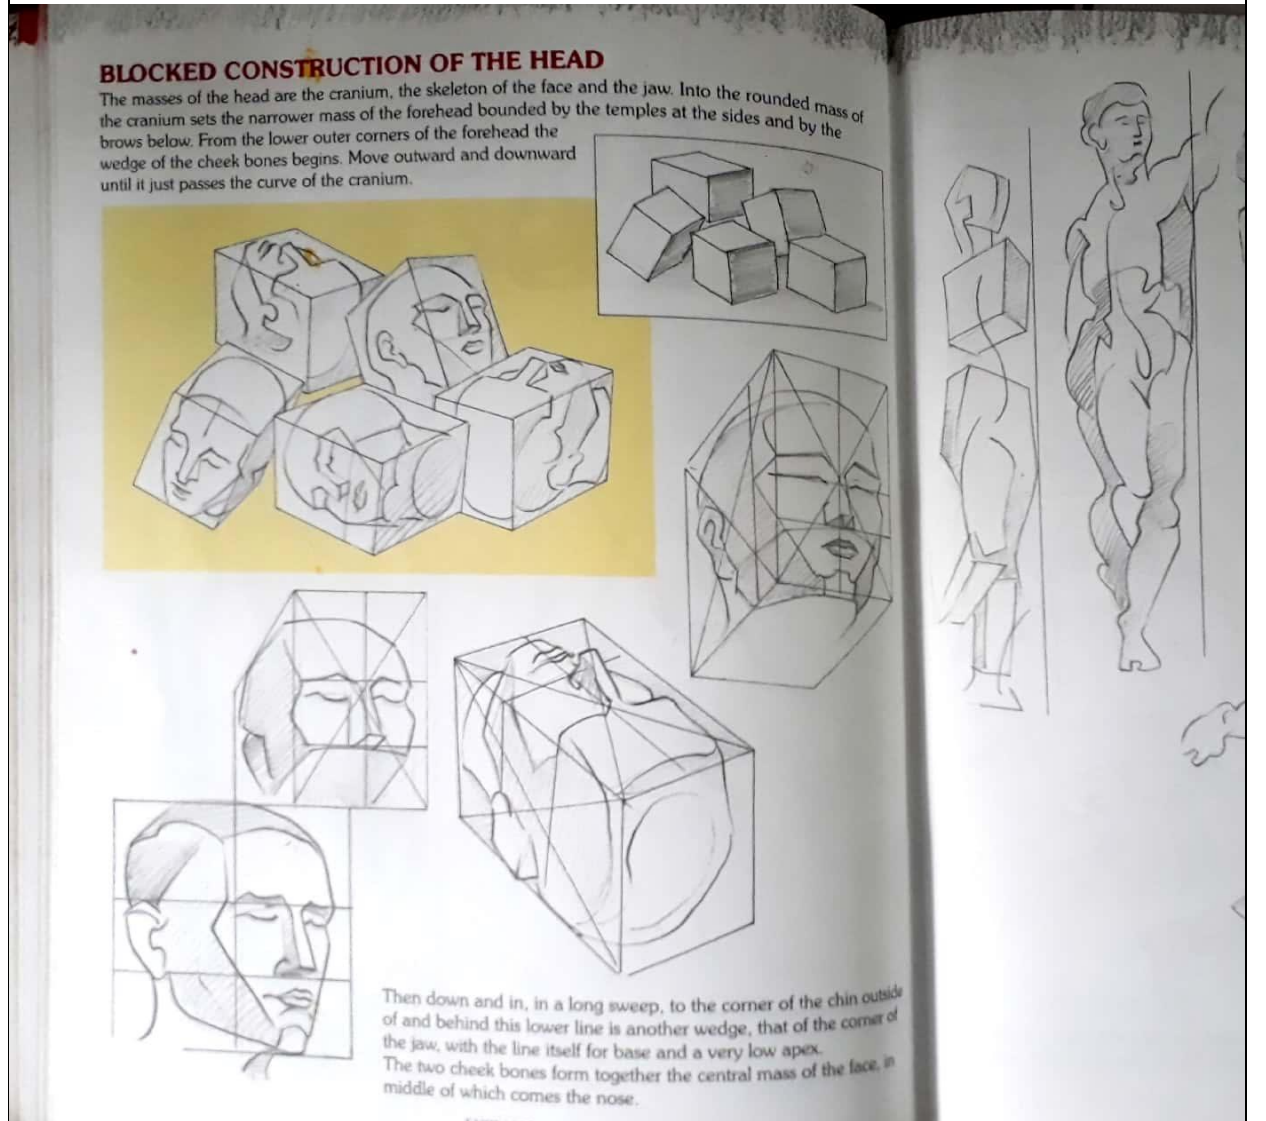 BLOCKED CONSTRUCTION OF THE HEAD
The masses of the head are the cranium, the skeleton of the face and the jaw. Into the rounded mass of
the cranium sets the narrower mass of the forehead bounded by the temples at the sides and by the
brows below. From the lower outer corners of the forehead the
wedge of the cheek bones begins. Move outward and downward
until it just passes the curve of the cranium.
Then down and in, in a long sweep, to the corner of the chin outside
of and behind this lower line is another wedge, that of the corner of
the jaw, with the line itself for base and a very low apex.
The two cheek bones form together the central mass of the face, in
middle of which comes the nose.